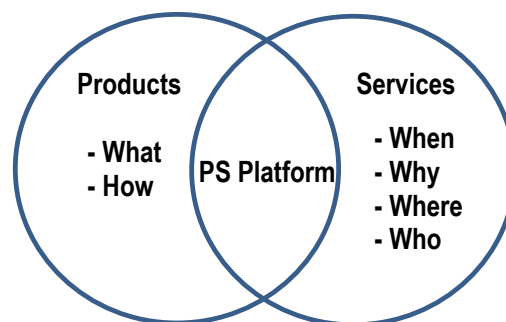 Products
- What
- How
PS Platform
Services
- When
- Why
- Where
- Who